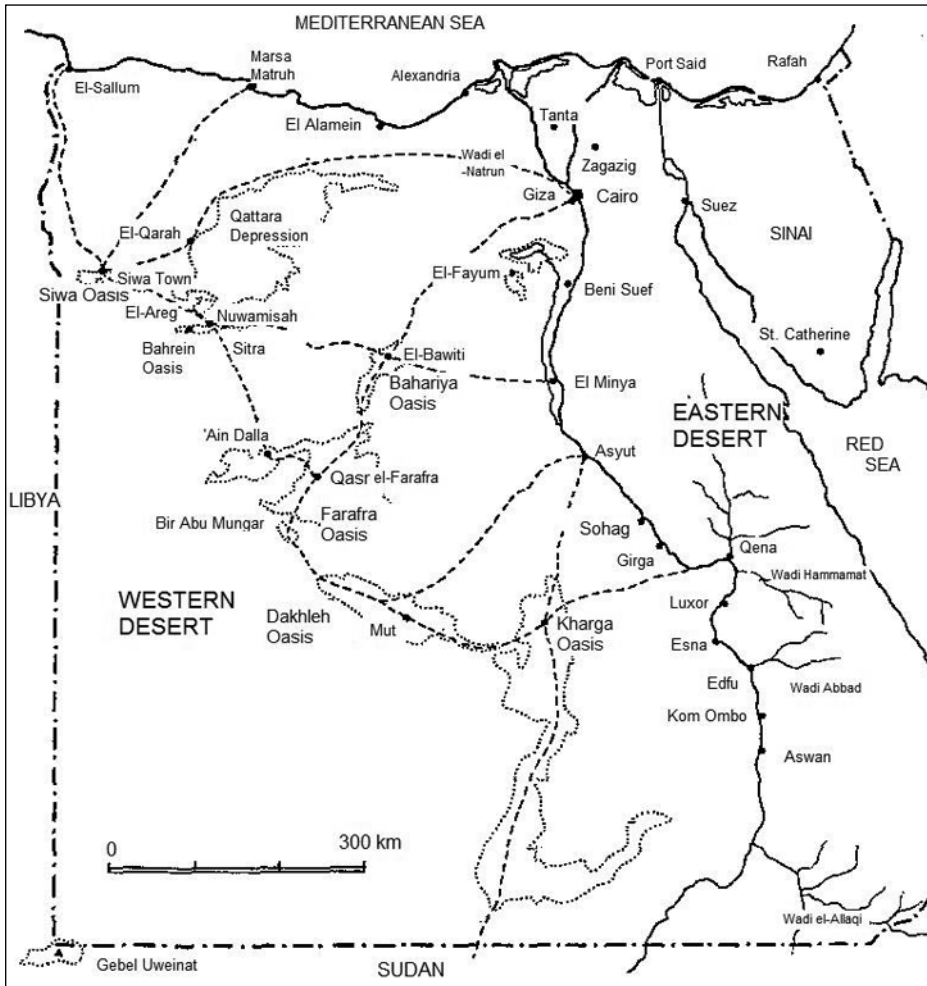 MEDITERRANEAN SEA
Marsa
Matruh
El-Sallum
Alexandria
Port Said
Rafah
El Alamein
Tanta
Zagazig
Wadi el
-Natrun
Giza
Cairo
Suez
SINAI
El-Qarah
Qattara
Depression
Siwa Town
Siwa Oasis
El-Fayum
Beni Suef
El-Areg
Nuwamisah
Bahrein
Oasis
Sitra
St. Catherine
El-Bawiti
Bahariya
Oasis
El Minya
EASTERN
DESERT
RED
SEA
'Ain Dalla
Qasr el-Farafra
Asyut
LIBYA
Bir Abu Mungar
Farafra
Oasis
Sohag
Girga
Qena
Wadi Hammamat
WESTERN
DESERT
Dakhleh
Oasis
Mut
Kharga
Oasis
Luxor
Esna
Edfu
Wadi Abbad
Kom Ombo
Aswan
0
300 km
Wadi el-Allaqi
Gebel Uweinat
SUDAN